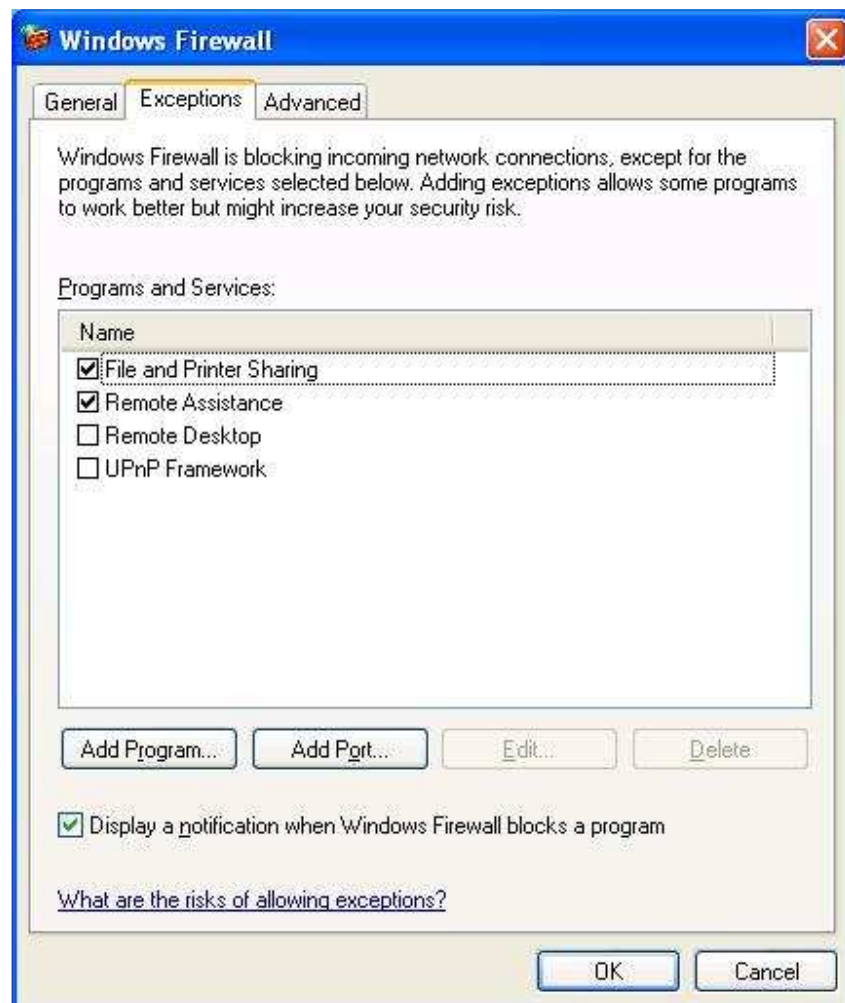 Windows Firewall
General Exceptions Advanced
Windows Firewall is blocking incoming network connections, except for the
programs and services selected below. Adding exceptions allows some programs
to work better but might increase your security risk.
Programs and Services:
Name
File and Printer Sharing
Remote Assistance
Remote Desktop
UPnP Framework
Add Program... Add Port... Edit... Delete
Display a notification when Windows Firewall blocks a program
What are the risks of allowing exceptions?
OK Cancel